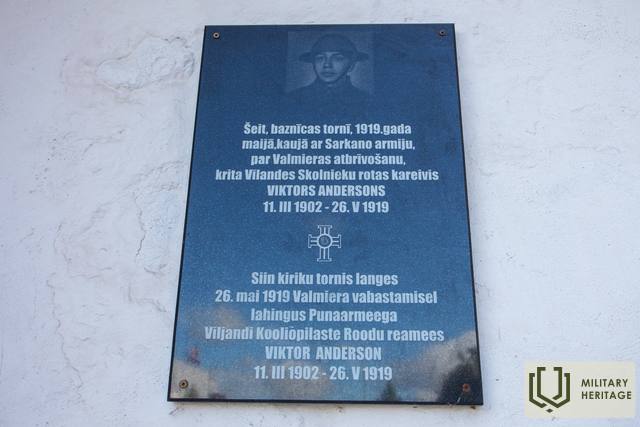 Šeit, baznīcas tornī, 1919.gada
maijā,kaujā ar Sarkano armiju,
par Valmieras atbrīvošanu,
krita Vīlandes Skolnieku rotas kareivis
VIKTORS ANDERSONS
11. III 1902 - 26. V 1919
Siin kiriku tornis langes
26. mai 1919 Valmiera vabastamisel
lahingus Punaarmeega
Viljandi Kooliõpilaste Roodu reamees
VIKTOR ANDERSON
11. III 1902 - 26. V 1919
MILITARY
HERITAGE